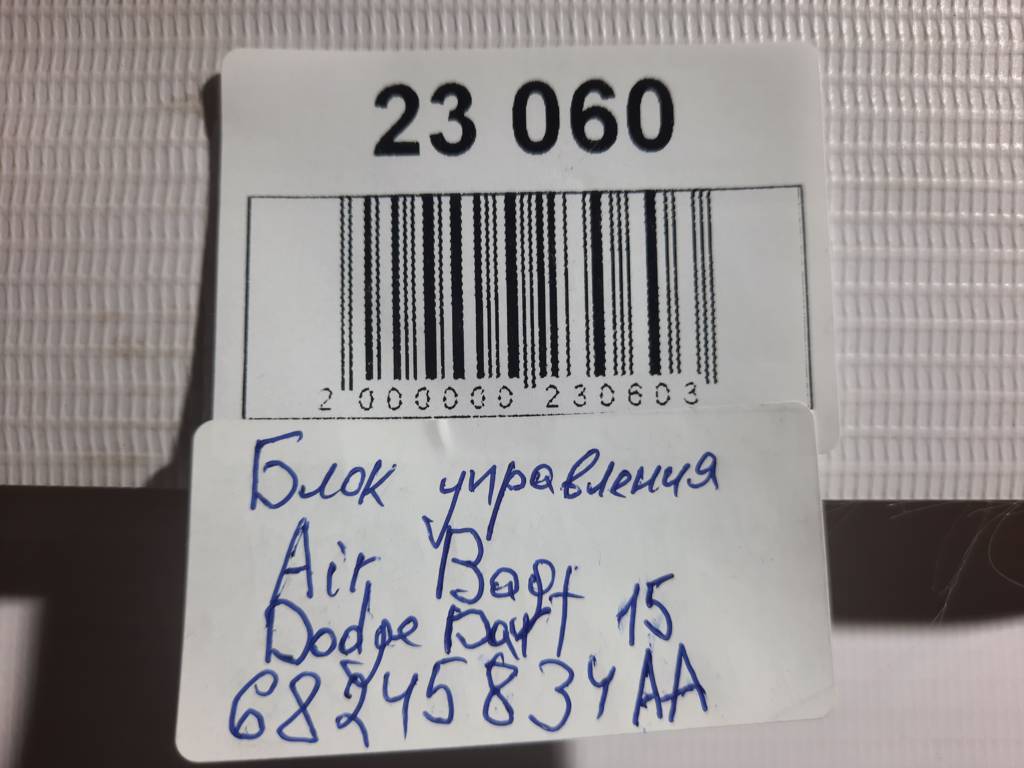 23 060
2 000000 230603
Блок управления
Air Bag
Dodge Dart 15
68245834AA